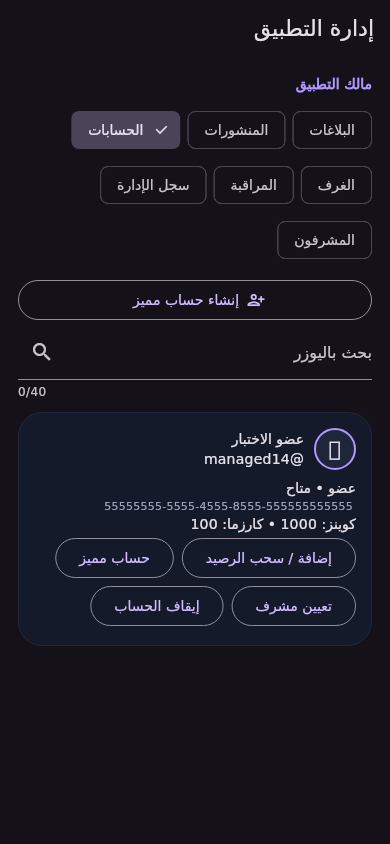 إدارة التطبيق
مالك التطبيق
البلاغات
المنشورات
الحسابات
الغرف
المراقبة
سجل الإدارة
المشرفون
إنشاء حساب مميز
بحث باليوزر
0/40
عضو الاختبار
@managed14
عضو • متاح
55555555-5555-4555-8555-555555555555
كوينز: 1000 • كارزما: 100
إضافة / سحب الرصيد
حساب مميز
تعيين مشرف
إيقاف الحساب